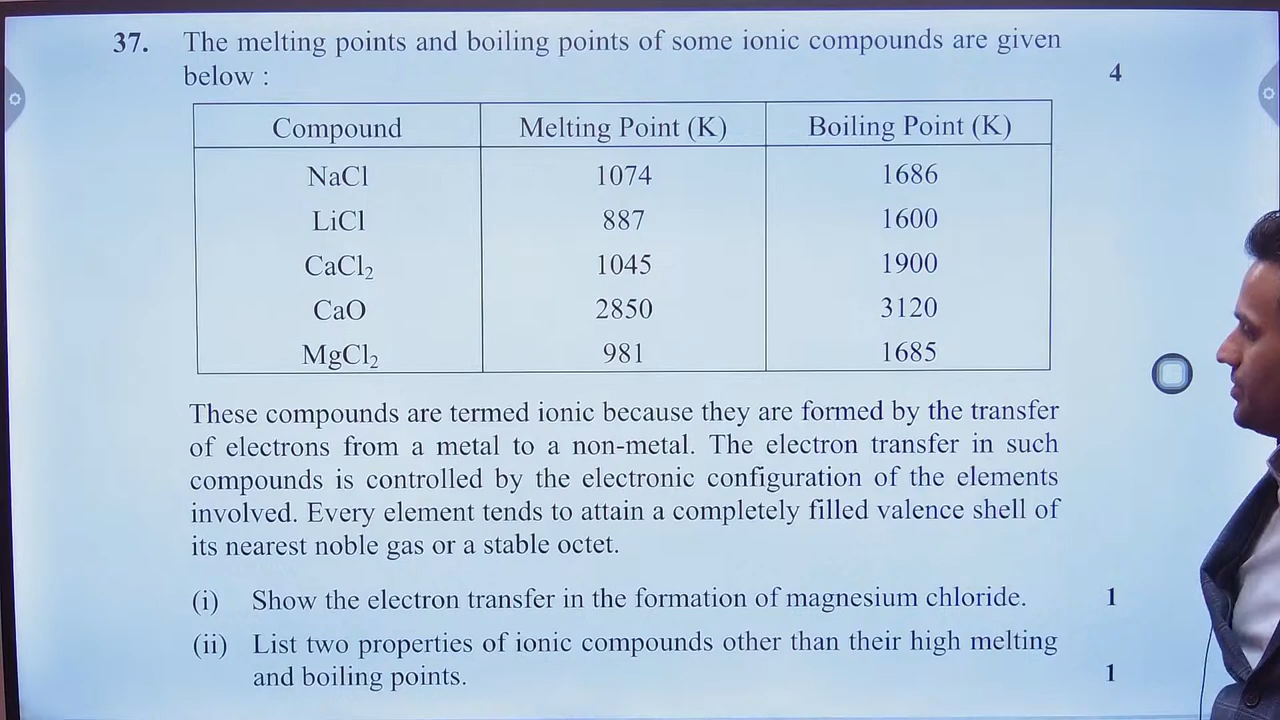 37. The melting points and boiling points of some ionic compounds are given
below : 4
Compound Melting Point (K) Boiling Point (K)
NaCl 1074 1686
LiCl 887 1600
CaCl₂ 1045 1900
CaO 2850 3120
MgCl₂ 981 1685
These compounds are termed ionic because they are formed by the transfer
of electrons from a metal to a non-metal. The electron transfer in such
compounds is controlled by the electronic configuration of the elements
involved. Every element tends to attain a completely filled valence shell of
its nearest noble gas or a stable octet.
(i) Show the electron transfer in the formation of magnesium chloride. 1
(ii) List two properties of ionic compounds other than their high melting
and boiling points. 1